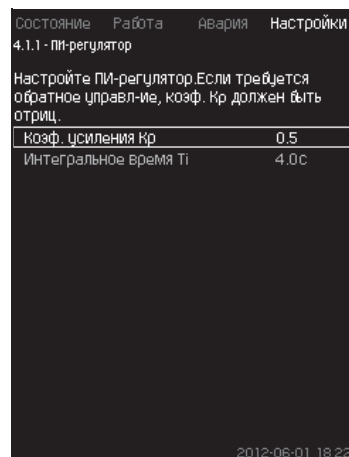 Состояние Работа Авария Настройки
4.1.1 - ПИ-регулятор
Настройте ПИ-регулятор.Если требуется
обратное управл-ие, коэф. Кр должен быть
отриц.
Коэф. усиления Кр 0.5
Интегральное время Ti 4.0с
2012-06-01 18:22